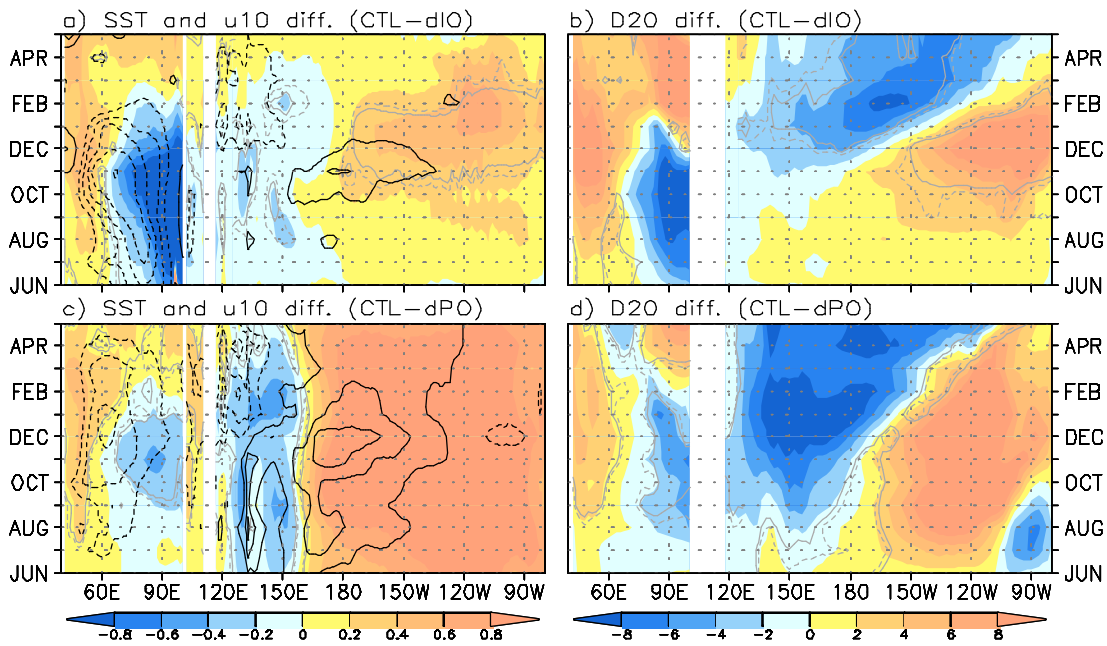 a) SST and u10 diff. (CTL-dIO)
b) D20 diff. (CTL-dIO)
APR
FEB
DEC
OCT
AUG
JUN
APR
FEB
DEC
OCT
AUG
JUN
c) SST and u10 diff. (CTL-dPO)
d) D20 diff. (CTL-dPO)
APR
FEB
DEC
OCT
AUG
JUN
APR
FEB
DEC
OCT
AUG
JUN
60E 90E 120E 150E 180 150W 120W 90W
60E 90E 120E 150E 180 150W 120W 90W
-0.8 -0.6 -0.4 -0.2 0 0.2 0.4 0.6 0.8
-8 -6 -4 -2 0 2 4 6 8